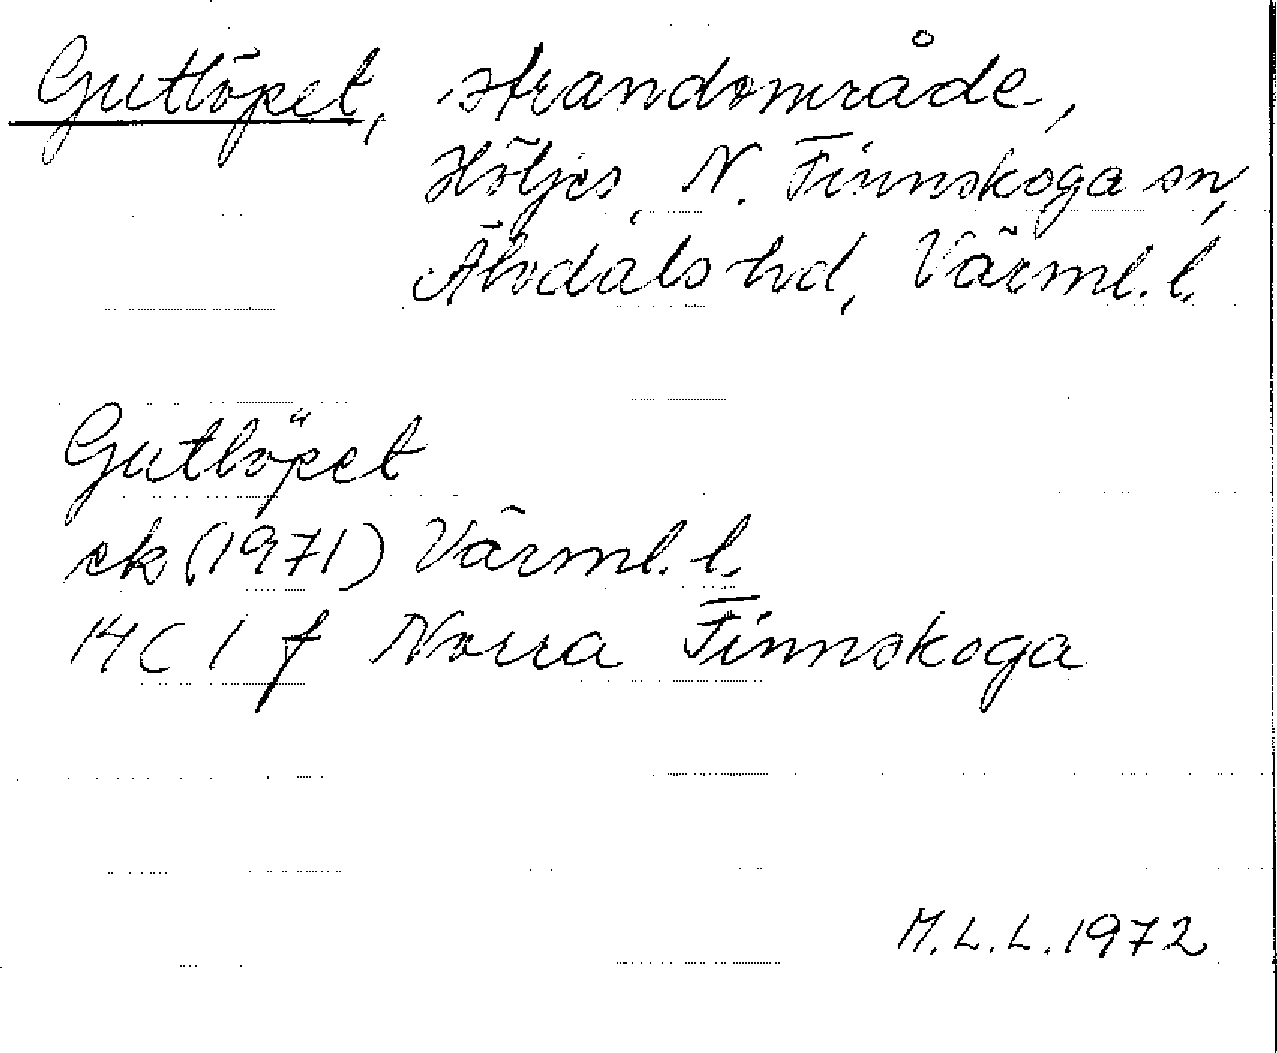 Gutlöpet, strandområde,
Höljes, N. Finnskoga sn,
Älvdals hd, Värml. l.
Gutlöpet
ek (1971) Värml. l.
14C 1 f Norra Finnskoga
M.L.L. 1972